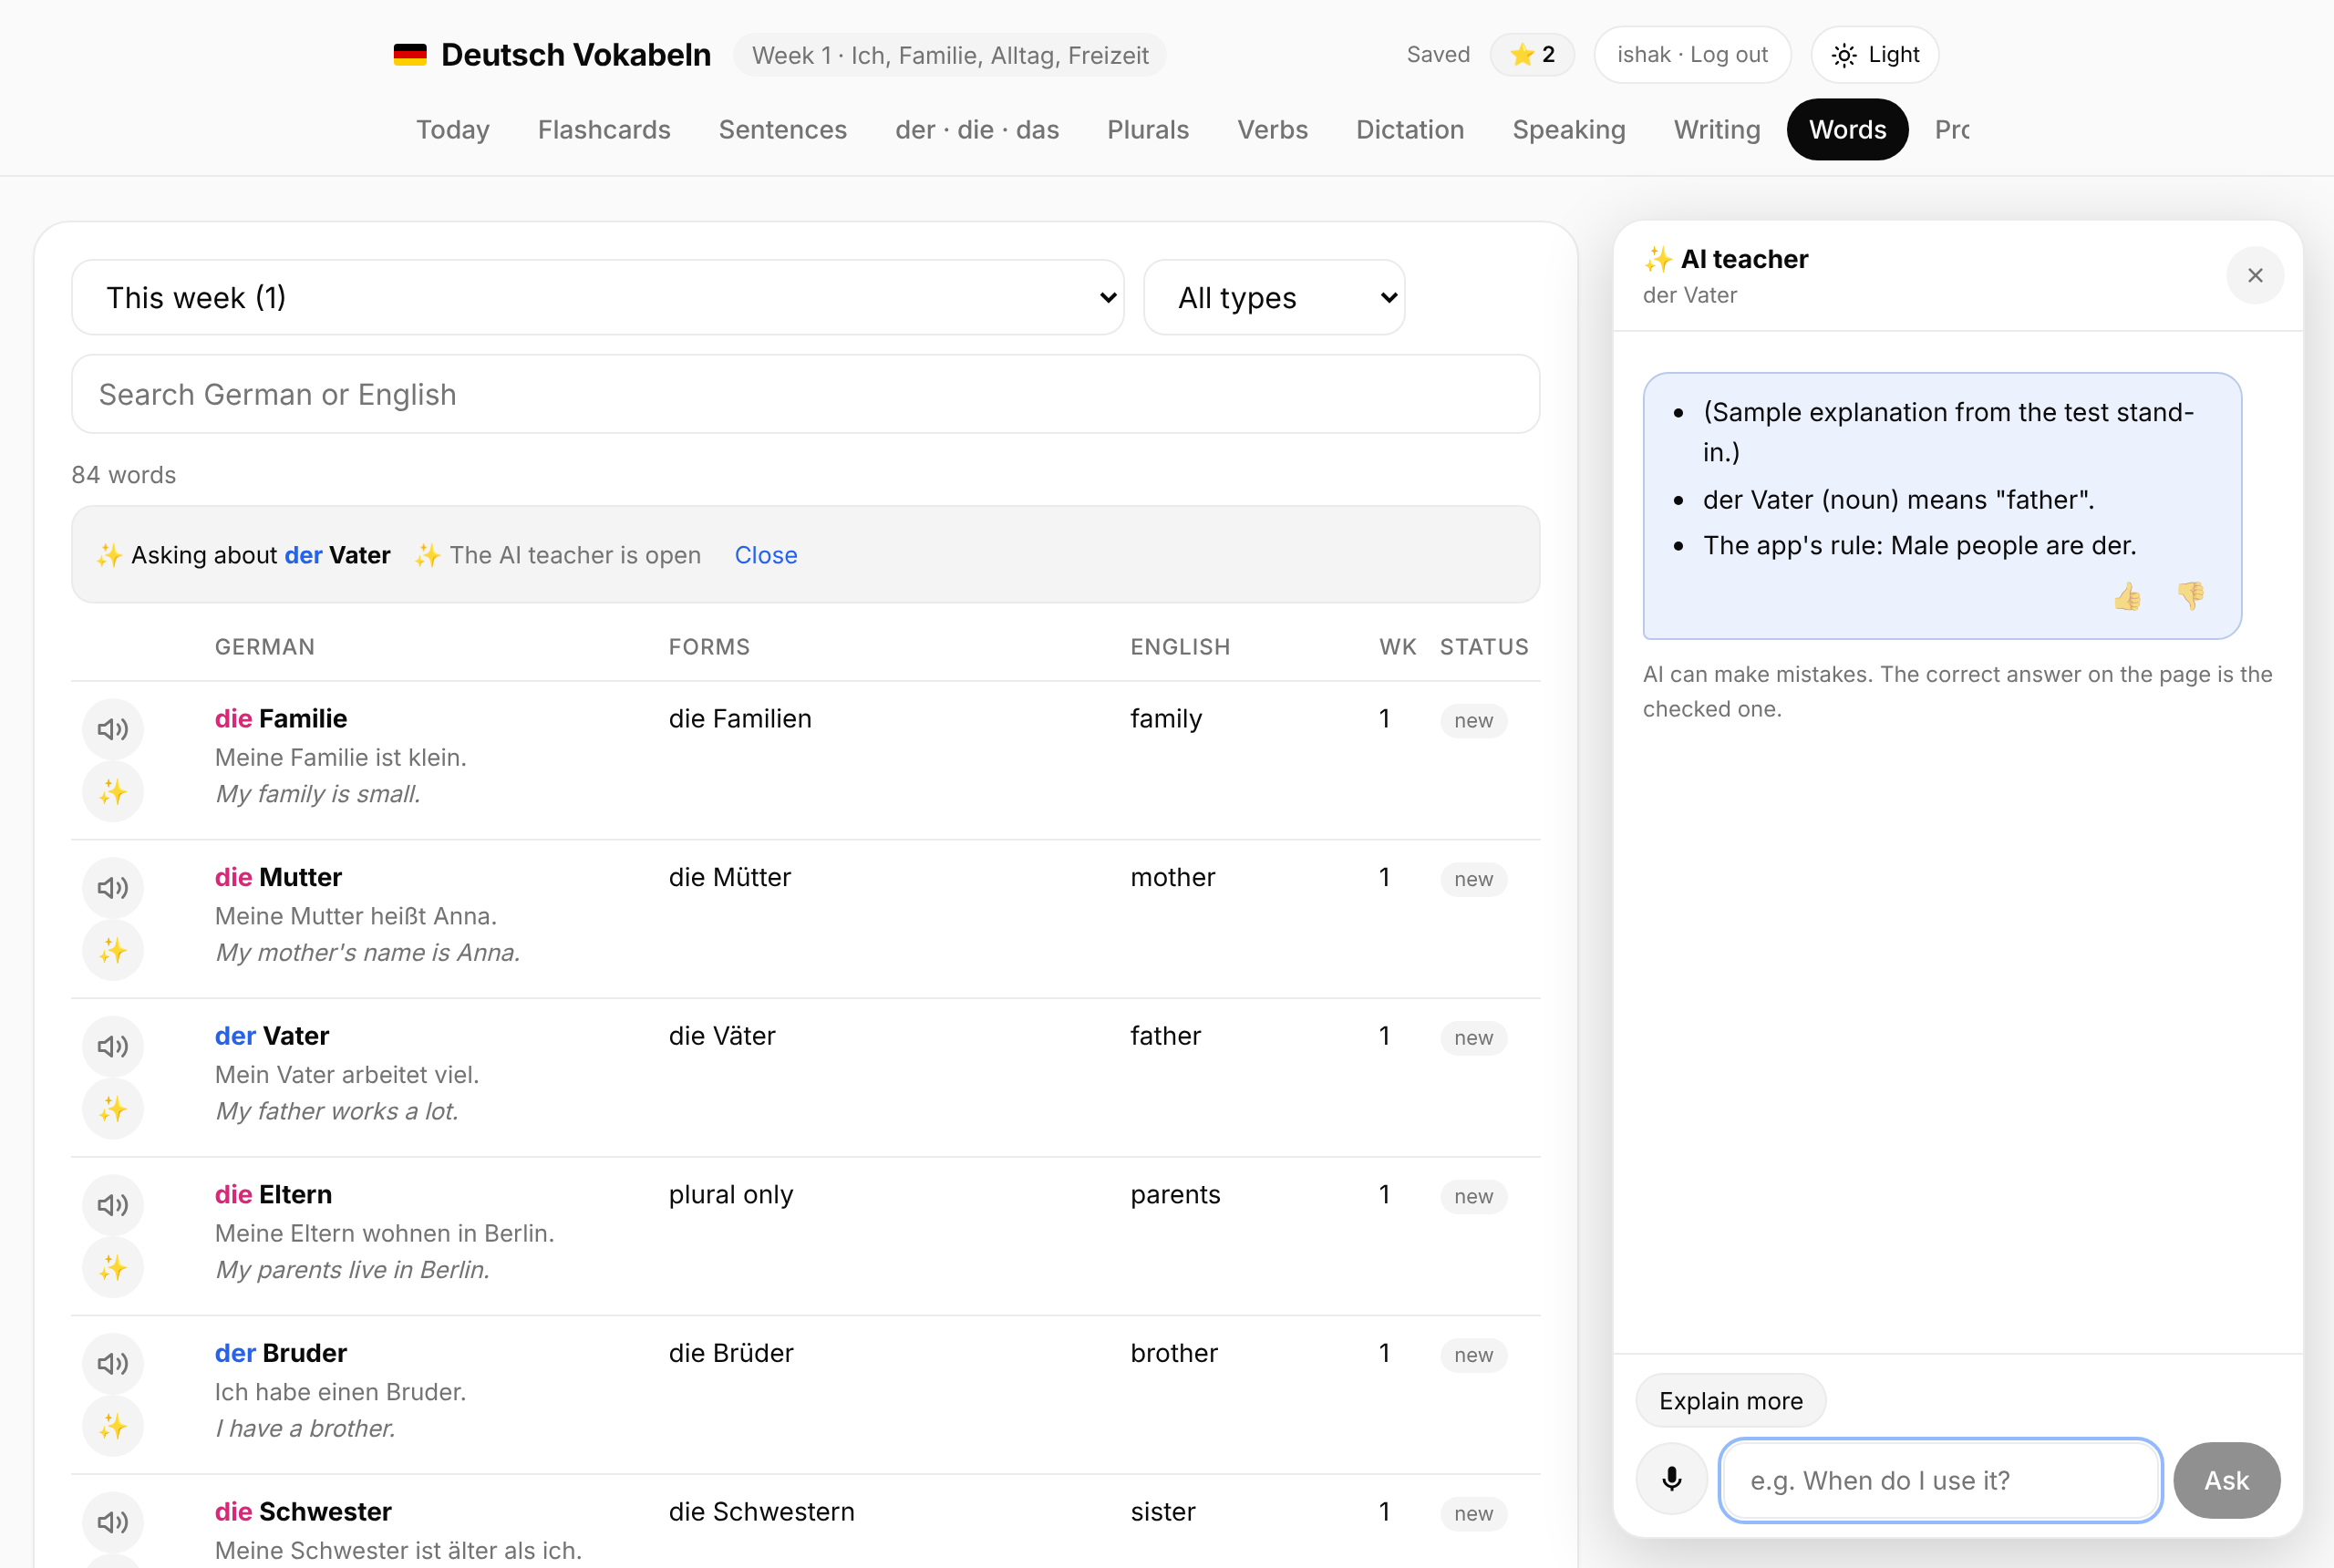 Deutsch Vokabeln Week 1 · Ich, Familie, Alltag, Freizeit Saved ⭐ 2 ishak · Log out Light
Today Flashcards Sentences der · die · das Plurals Verbs Dictation Speaking Writing Words
This week (1) All types
Search German or English
84 words
✨ Asking about der Vater ✨ The AI teacher is open Close
GERMAN FORMS ENGLISH WK STATUS
die Familie die Familien family 1 new
Meine Familie ist klein.
My family is small.
die Mutter die Mütter mother 1 new
Meine Mutter heißt Anna.
My mother's name is Anna.
der Vater die Väter father 1 new
Mein Vater arbeitet viel.
My father works a lot.
die Eltern plural only parents 1 new
Meine Eltern wohnen in Berlin.
My parents live in Berlin.
der Bruder die Brüder brother 1 new
Ich habe einen Bruder.
I have a brother.
die Schwester die Schwestern sister 1 new
Meine Schwester ist älter als ich.
✨ AI teacher
der Vater
• (Sample explanation from the test stand-
in.)
• der Vater (noun) means "father".
• The app's rule: Male people are der.
AI can make mistakes. The correct answer on the page is the
checked one.
Explain more
e.g. When do I use it? Ask